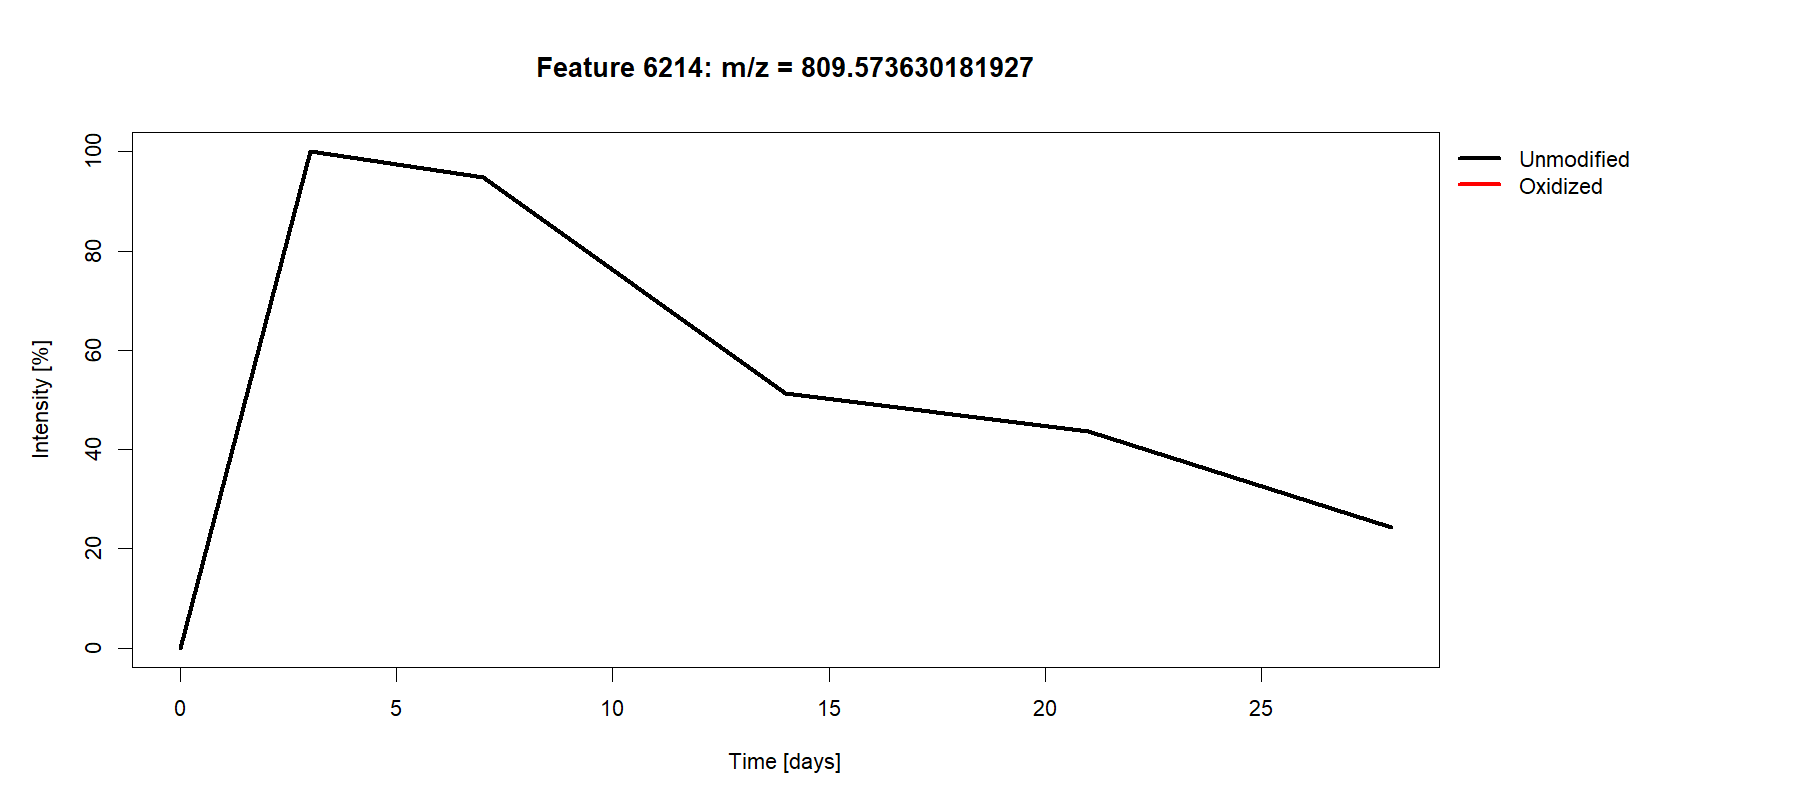 Feature 6214: m/z = 809.573630181927
Unmodified
Oxidized
Intensity [%]
100
80
60
40
20
0
0 5 10 15 20 25
Time [days]